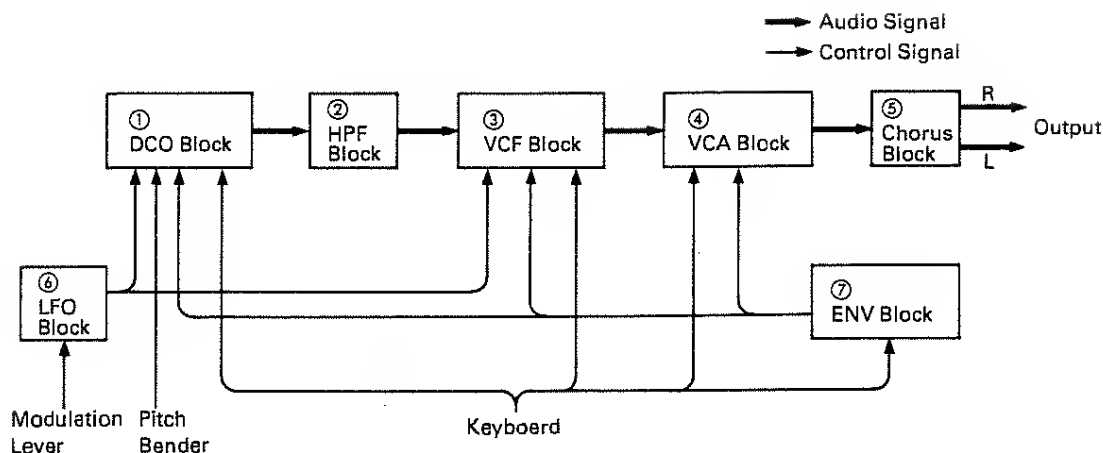 Audio Signal
Control Signal
①
DCO Block
②
HPF
Block
③
VCF Block
④
VCA Block
⑤
Chorus
Block
R
L
Output
⑥
LFO
Block
⑦
ENV Block
Modulation
Lever
Pitch
Bender
Keyboard